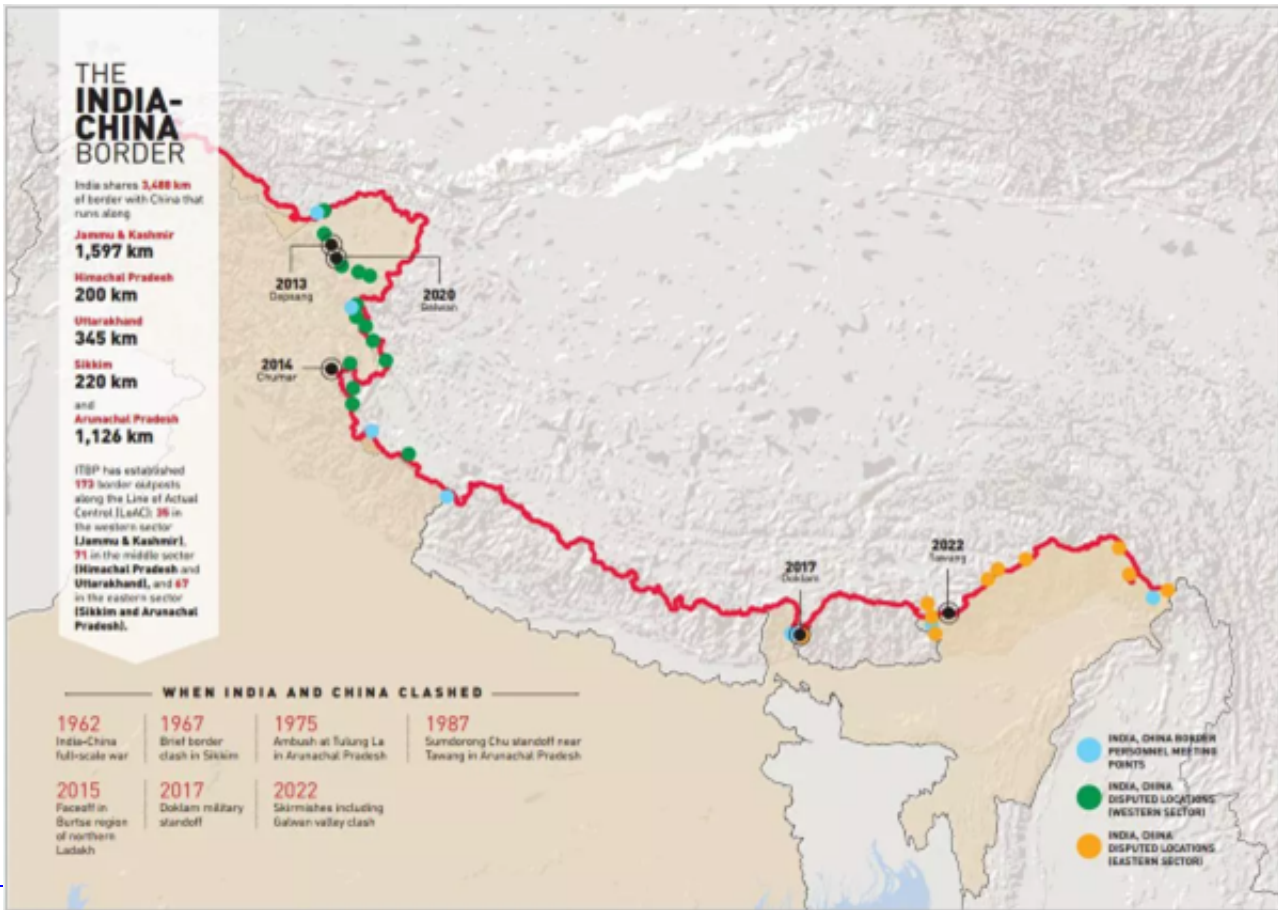 THE
INDIA-
CHINA
BORDER
India shares 3,488 km
of border with China that
runs along
Jammu & Kashmir
1,597 km
Himachal Pradesh
200 km
Uttarakhand
345 km
Sikkim
220 km
and
Arunachal Pradesh
1,126 km
ITBP has established
173 border outposts
along the Line of Actual
Control (LoAC): 35 in
the western sector
(Jammu & Kashmir),
71 in the middle sector
(Himachal Pradesh and
Uttarakhand), and 67
in the eastern sector
(Sikkim and Arunachal
Pradesh).
2013
Depsang
2020
Galwan
2014
Chumar
2017
Doklam
2022
Tawang
WHEN INDIA AND CHINA CLASHED
1962
India-China
full-scale war
1967
Brief border
clash in Sikkim
1975
Ambush at Tulung La
in Arunachal Pradesh
1987
Sumdorong Chu standoff near
Tawang in Arunachal Pradesh
2015
Faceoff in
Burtse region
of northern
Ladakh
2017
Doklam military
standoff
2022
Skirmishes including
Galwan valley clash
INDIA, CHINA BORDER
PERSONNEL MEETING
POINTS
INDIA, CHINA
DISPUTED LOCATIONS
(WESTERN SECTOR)
INDIA, CHINA
DISPUTED LOCATIONS
(EASTERN SECTOR)